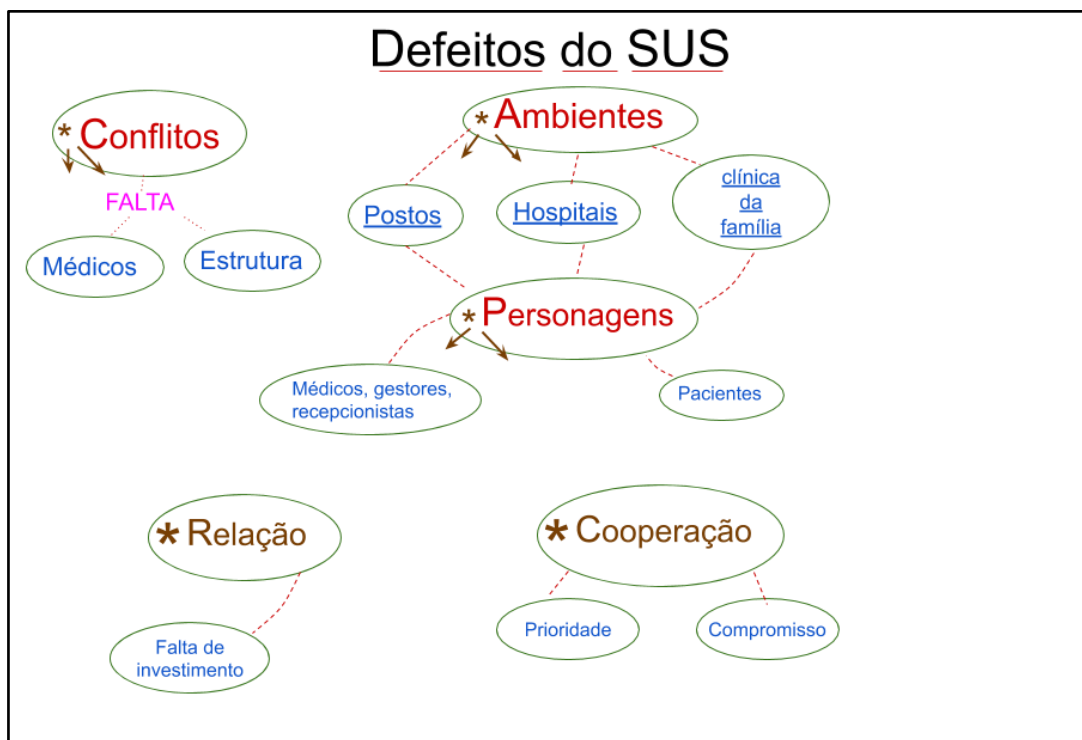 Defeitos do SUS
* Conflitos
FALTA
Médicos
Estrutura
* Ambientes
Postos
Hospitais
clínica
da
família
* Personagens
Médicos, gestores,
recepcionistas
Pacientes
* Relação
Falta de
investimento
* Cooperação
Prioridade
Compromisso